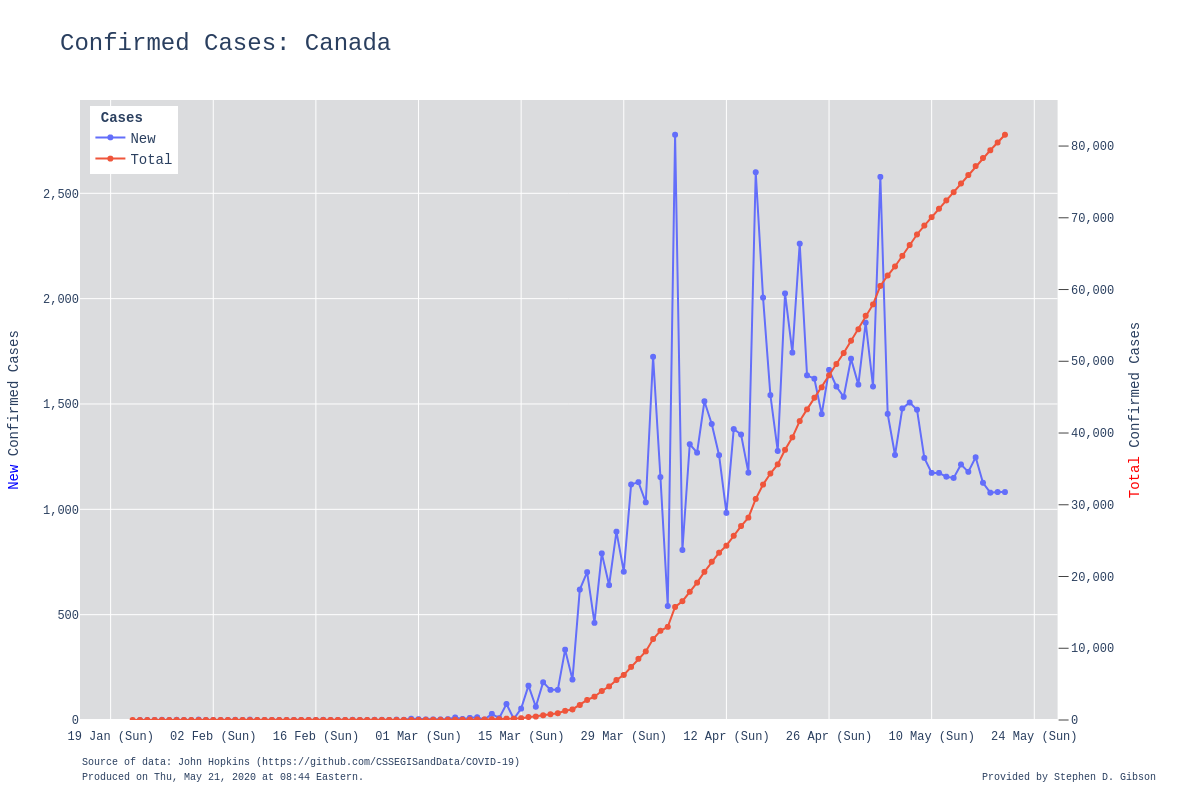 Confirmed Cases: Canada
Cases
New
Total
2,500
2,000
1,500
1,000
500
0
New Confirmed Cases
80,000
70,000
60,000
50,000
40,000
30,000
20,000
10,000
0
Total Confirmed Cases
19 Jan (Sun) 02 Feb (Sun) 16 Feb (Sun) 01 Mar (Sun) 15 Mar (Sun) 29 Mar (Sun) 12 Apr (Sun) 26 Apr (Sun) 10 May (Sun) 24 May (Sun)
Source of data: John Hopkins (https://github.com/CSSEGISandData/COVID-19)
Produced on Thu, May 21, 2020 at 08:44 Eastern.
Provided by Stephen D. Gibson